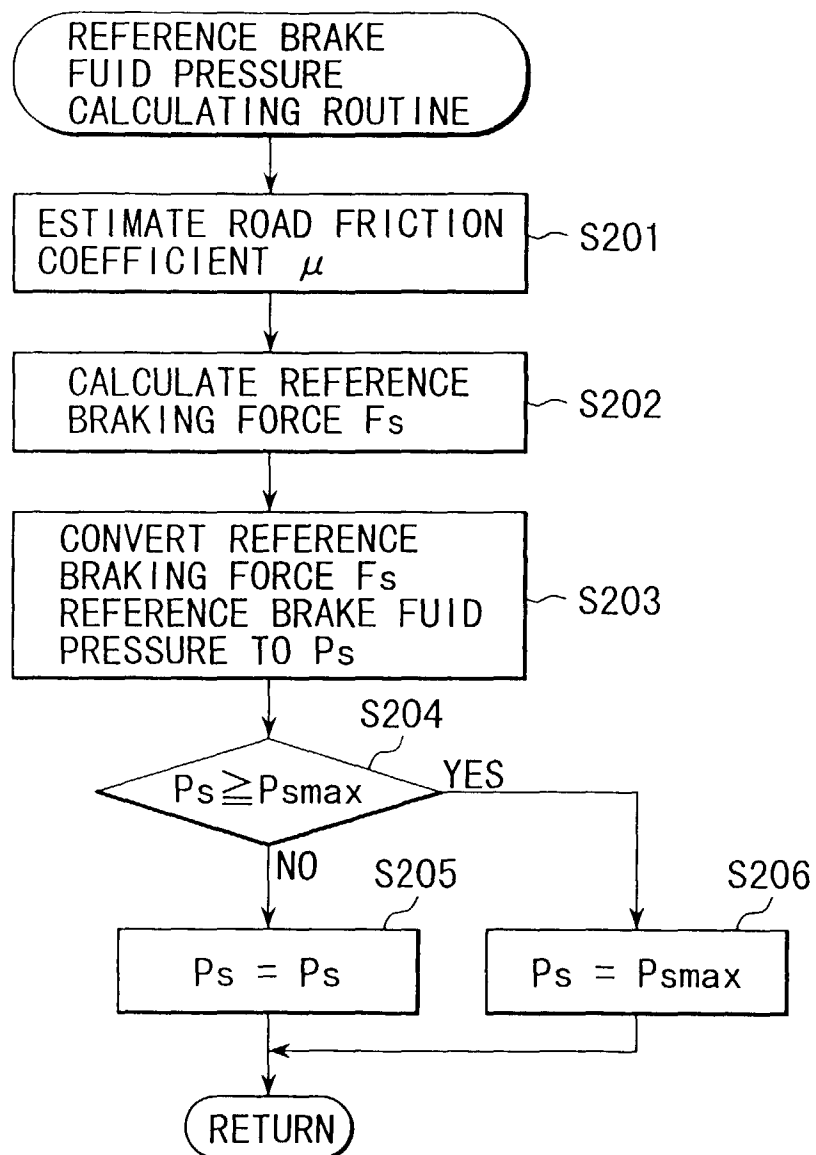 REFERENCE BRAKE
FUID PRESSURE
CALCULATING ROUTINE
ESTIMATE ROAD FRICTION
COEFFICIENT μ
S201
CALCULATE REFERENCE
BRAKING FORCE Fs
S202
CONVERT REFERENCE
BRAKING FORCE Fs
REFERENCE BRAKE FUID
PRESSURE TO Ps
S203
S204
Ps≧Psmax
YES
NO
S205
S206
Ps = Ps
Ps = Psmax
RETURN